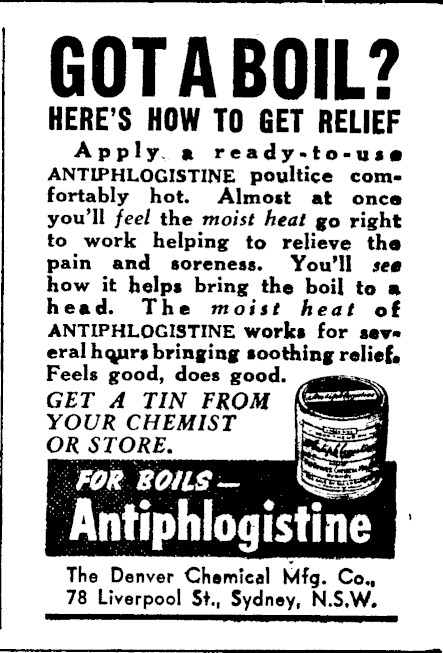 GOT A BOIL?
HERE'S HOW TO GET RELIEF
Apply a ready-to-use
ANTIPHLOGISTINE poultice com-
fortably hot. Almost at once
you'll feel the moist heat go right
to work helping to relieve the
pain and soreness. You'll see
how it helps bring the boil to a
head. The moist heat of
ANTIPHLOGISTINE works for sev-
eral hours bringing soothing relief.
Feels good, does good.
GET A TIN FROM
YOUR CHEMIST
OR STORE.
Antiphlogistine
FOR BOILS—
Antiphlogistine
The Denver Chemical Mfg. Co.,
78 Liverpool St., Sydney, N.S.W.